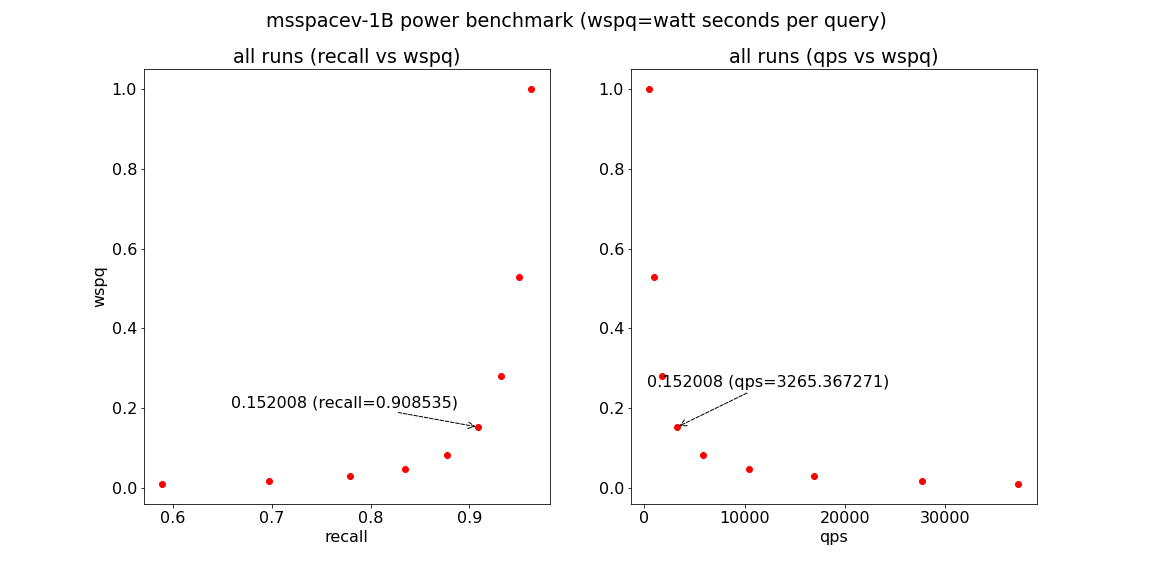 msspacev-1B power benchmark (wspq=watt seconds per query)
all runs (recall vs wspq)
1.0
0.8
0.6
0.4
0.2
0.0
wspq
0.152008 (recall=0.908535)
0.6 0.7 0.8 0.9
recall
all runs (qps vs wspq)
1.0
0.8
0.6
0.4
0.2
0.0
0.152008 (qps=3265.367271)
0 10000 20000 30000
qps